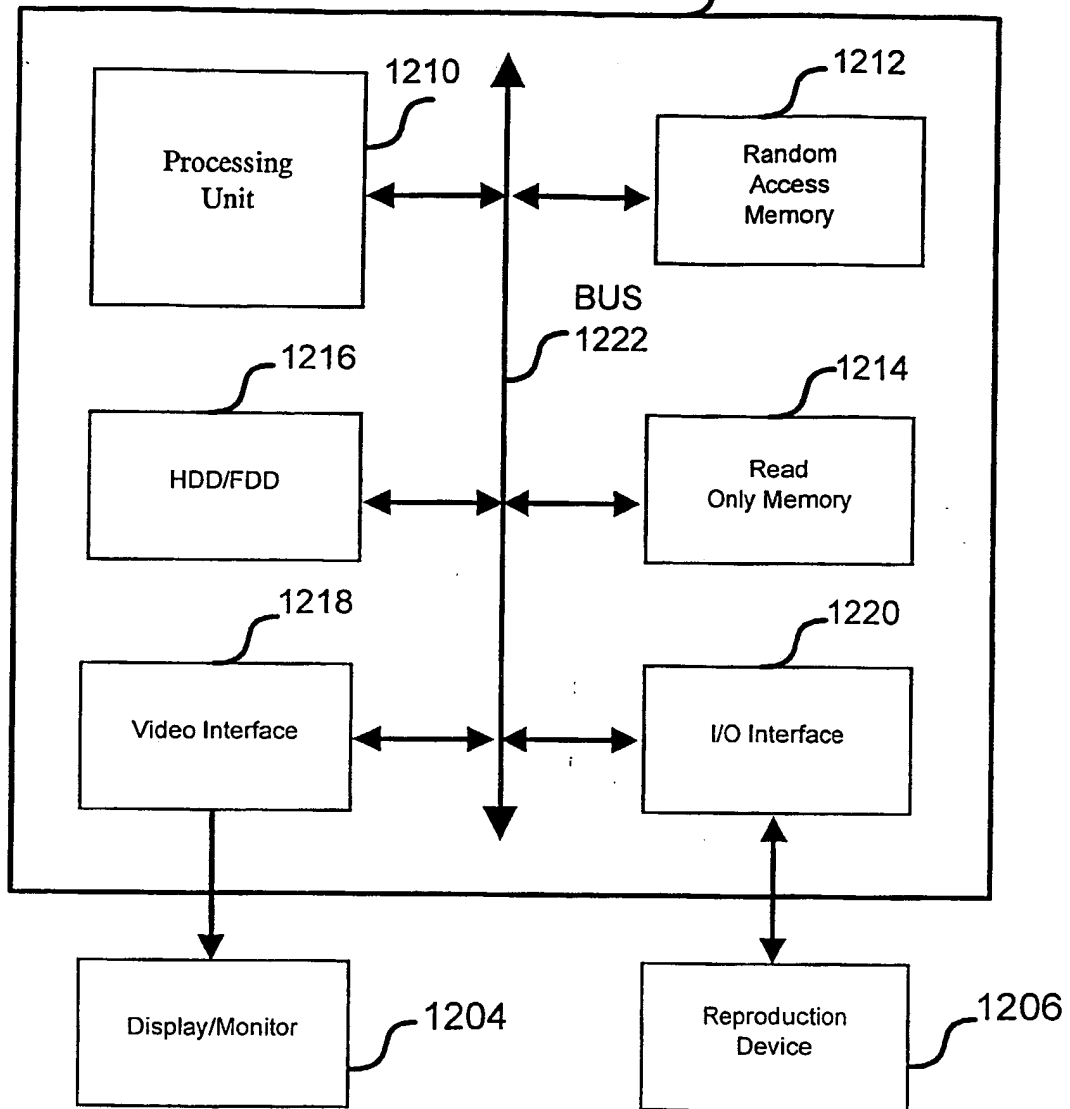 1210
Processing
Unit
1212
Random
Access
Memory
BUS
1222
1216
HDD/FDD
1214
Read
Only Memory
1218
Video Interface
1220
I/O Interface
Display/Monitor
1204
Reproduction
Device
1206